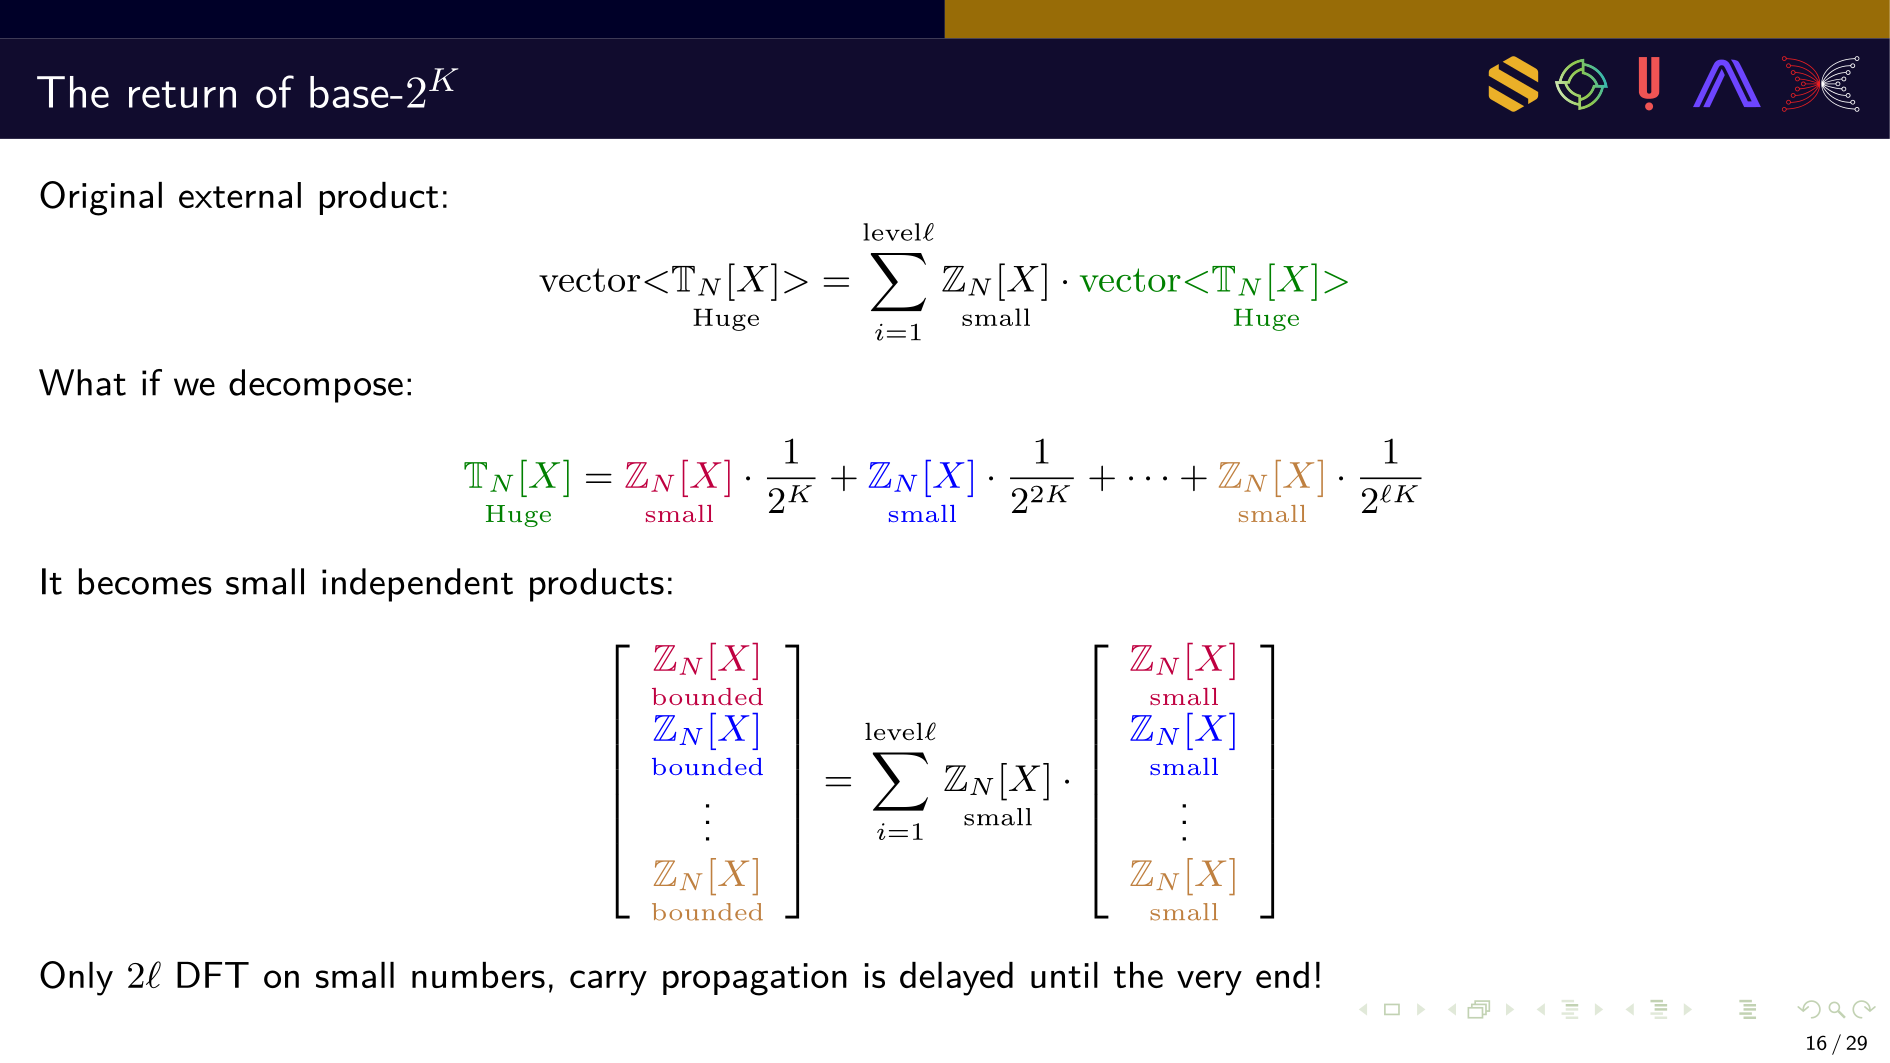 The return of base-2^K
Original external product:
vector<𝕋_N[X]> = ∑_{i=1}^{levelℓ} ℤ_N[X] · vector<𝕋_N[X]>
Huge small Huge
What if we decompose:
𝕋_N[X] = ℤ_N[X] · 1/2^K + ℤ_N[X] · 1/2^{2K} + ··· + ℤ_N[X] · 1/2^{ℓK}
Huge small small small
It becomes small independent products:
[ ℤ_N[X] bounded ℤ_N[X] bounded ⋮ ℤ_N[X] bounded ] = ∑_{i=1}^{levelℓ} ℤ_N[X] small · [ ℤ_N[X] small ℤ_N[X] small ⋮ ℤ_N[X] small ]
Only 2ℓ DFT on small numbers, carry propagation is delayed until the very end!
16 / 29